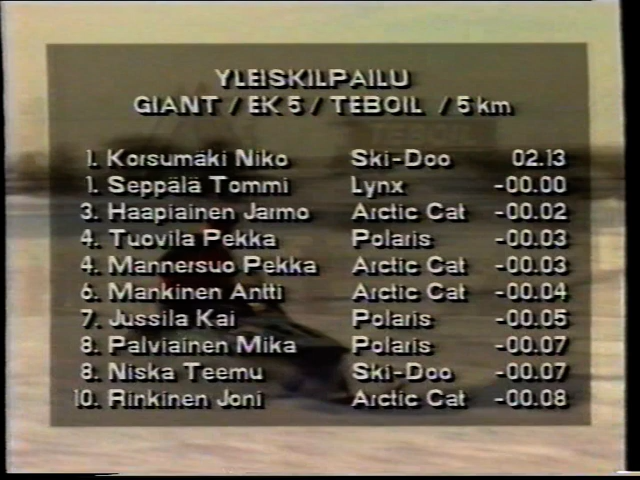 YLEISKILPAILU
GIANT / EK 5 / TEBOIL / 5 km
1. Korsumäki Niko Ski-Doo 02.13
1. Seppälä Tommi Lynx -00.00
3. Haapiainen Jarmo Arctic Cat -00.02
4. Tuovila Pekka Polaris -00.03
4. Mannersuo Pekka Arctic Cat -00.03
6. Mankinen Antti Arctic Cat -00.04
7. Jussila Kai Polaris -00.05
8. Palviainen Mika Polaris -00.07
8. Niska Teemu Ski-Doo -00.07
10. Rinkinen Joni Arctic Cat -00.08